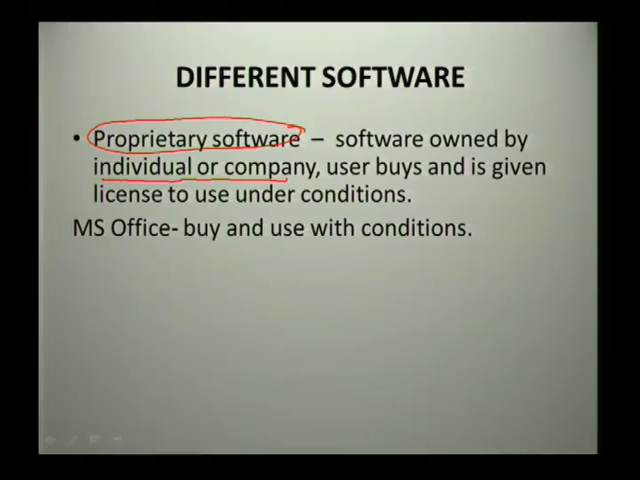 DIFFERENT SOFTWARE
• Proprietary software – software owned by
individual or company, user buys and is given
license to use under conditions.
MS Office- buy and use with conditions.